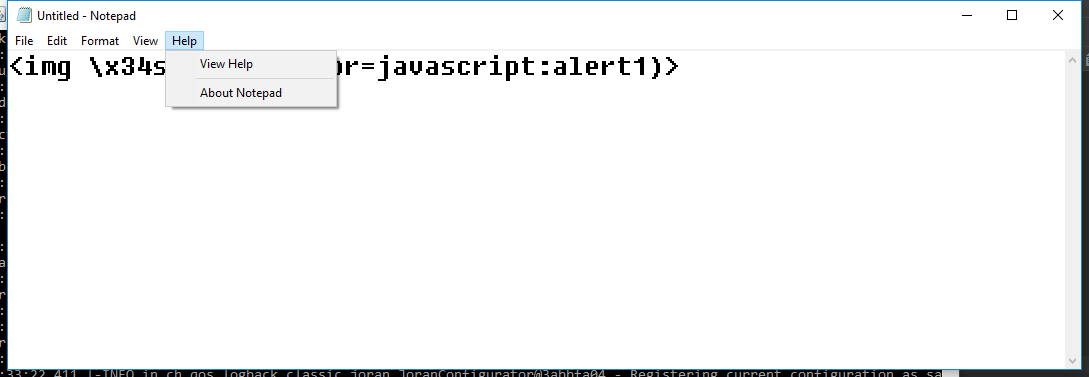 Untitled - Notepad
File Edit Format View Help
<img \x34s or=javascript:alert1)>
View Help
About Notepad
:33:22,411 |-INFO in ch.qos.logback.classic.joran.JoranConfigurator@3abbfa04 - Registering current configuration as sa